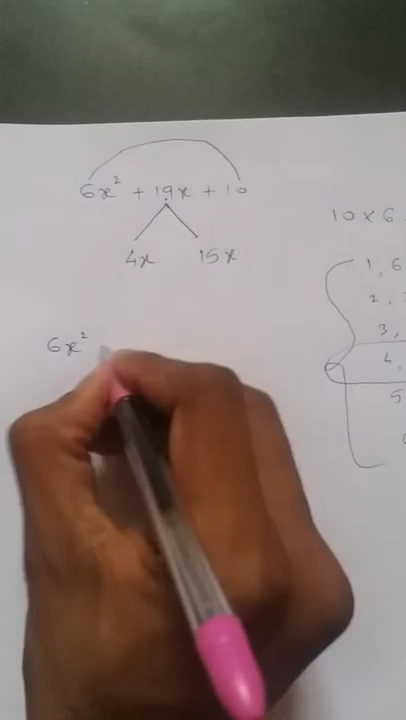 6x² + 19x + 10
4x 15x
6x²
10 × 6
1, 6
2,
3,
4,
5